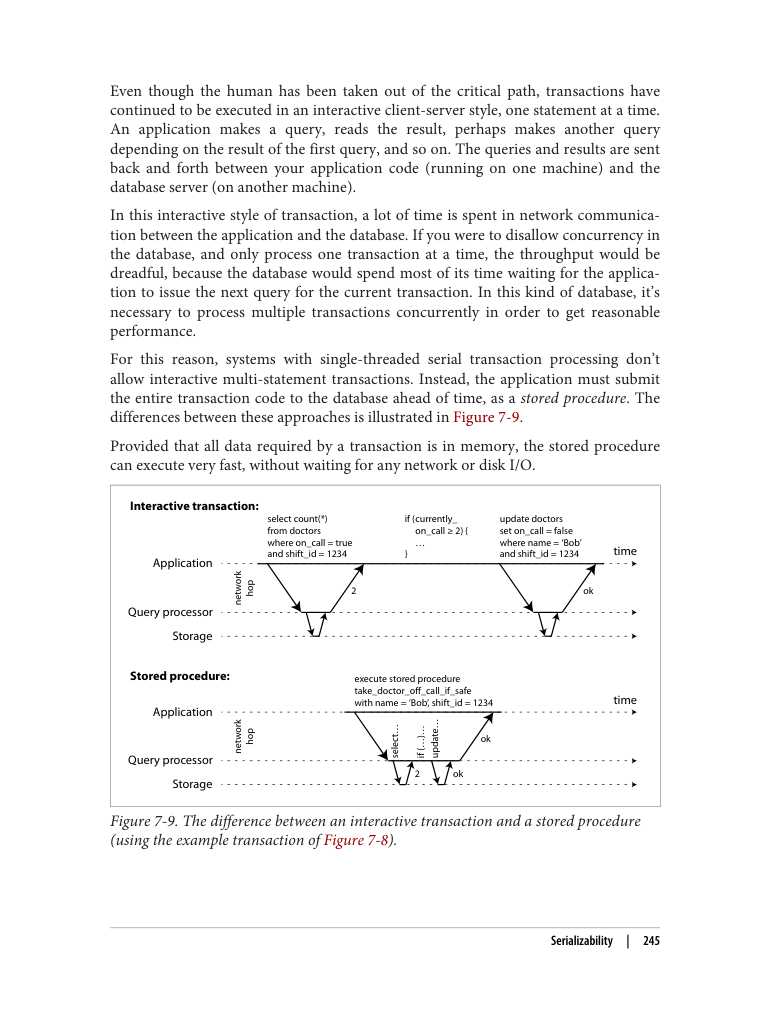 Even though the human has been taken out of the critical path, transactions have
continued to be executed in an interactive client-server style, one statement at a time.
An application makes a query, reads the result, perhaps makes another query
depending on the result of the first query, and so on. The queries and results are sent
back and forth between your application code (running on one machine) and the
database server (on another machine).
In this interactive style of transaction, a lot of time is spent in network communica-
tion between the application and the database. If you were to disallow concurrency in
the database, and only process one transaction at a time, the throughput would be
dreadful, because the database would spend most of its time waiting for the applica-
tion to issue the next query for the current transaction. In this kind of database, it’s
necessary to process multiple transactions concurrently in order to get reasonable
performance.
For this reason, systems with single-threaded serial transaction processing don’t
allow interactive multi-statement transactions. Instead, the application must submit
the entire transaction code to the database ahead of time, as a stored procedure. The
differences between these approaches is illustrated in Figure 7-9.
Provided that all data required by a transaction is in memory, the stored procedure
can execute very fast, without waiting for any network or disk I/O.
Interactive transaction:
select count(*)
from doctors
where on_call = true
and shift_id = 1234
if (currently_
on_call ≥ 2) {
…
}
update doctors
set on_call = false
where name = ‘Bob’
and shift_id = 1234
time
Application
network
hop
2
ok
Query processor
Storage
Stored procedure:
execute stored procedure
take_doctor_off_call_if_safe
with name = ‘Bob’, shift_id = 1234
time
Application
network
hop
select…
if (…)…
update…
ok
Query processor
2
ok
Storage
Figure 7-9. The difference between an interactive transaction and a stored procedure
(using the example transaction of Figure 7-8).
Serializability | 245